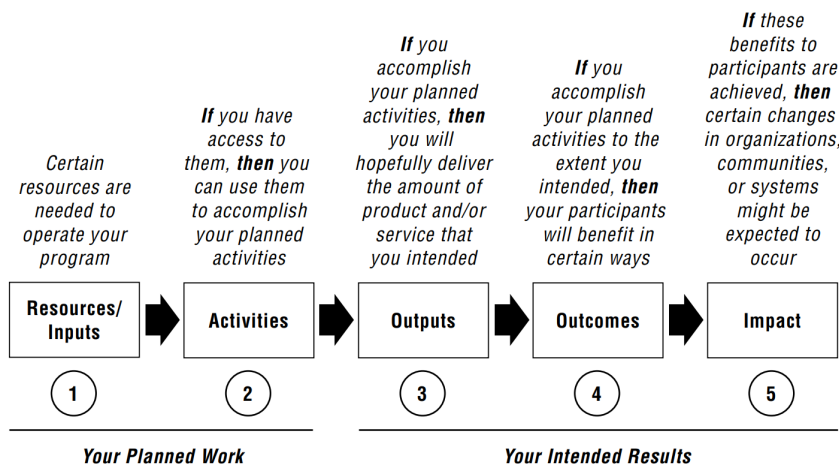 Certain
resources are
needed to
operate your
program
If you have
access to
them, then you
can use them
to accomplish
your planned
activities
If you
accomplish
your planned
activities, then
you will
hopefully deliver
the amount of
product and/or
service that
you intended
If you
accomplish
your planned
activities to the
extent you
intended, then
your participants
will benefit in
certain ways
If these
benefits to
participants are
achieved, then
certain changes
in organizations,
communities,
or systems
might be
expected to
occur
Resources/
Inputs
Activities
Outputs
Outcomes
Impact
1
2
3
4
5
Your Planned Work
Your Intended Results